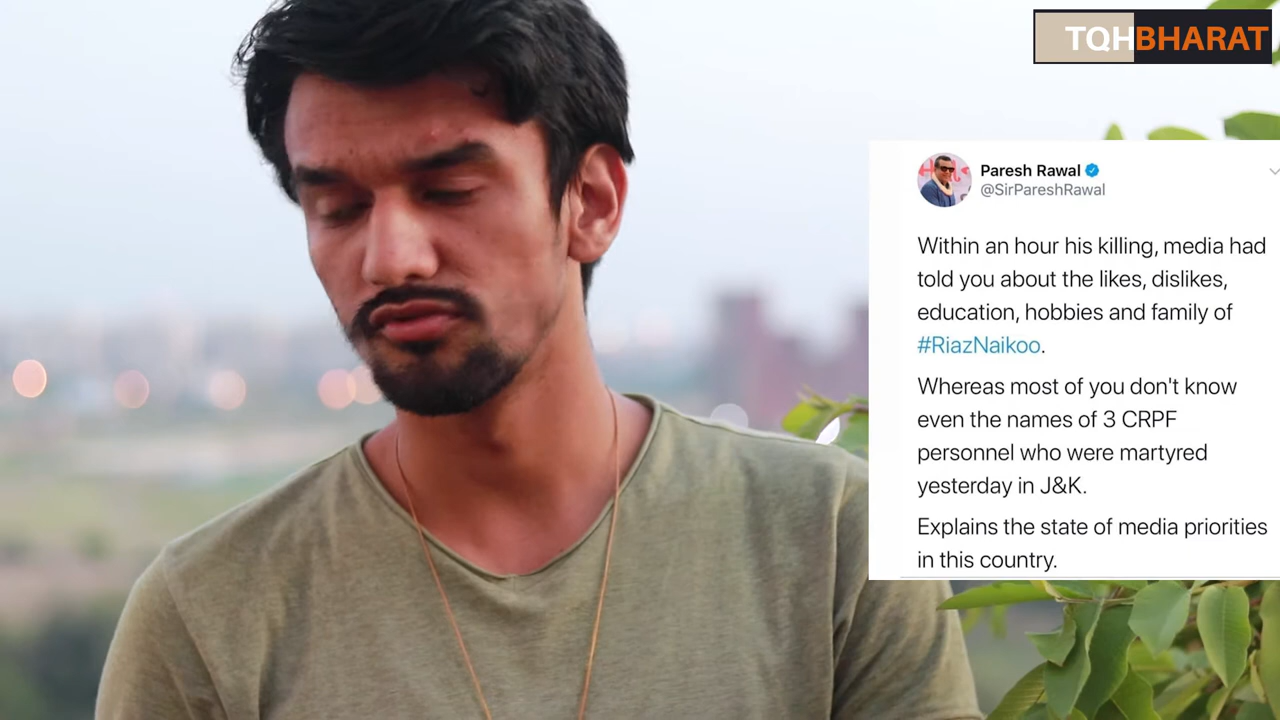 TQHBHARAT
Paresh Rawal
@SirPareshRawal
Within an hour his killing, media had
told you about the likes, dislikes,
education, hobbies and family of
#RiazNaikoo.
Whereas most of you don't know
even the names of 3 CRPF
personnel who were martyred
yesterday in J&K.
Explains the state of media priorities
in this country.